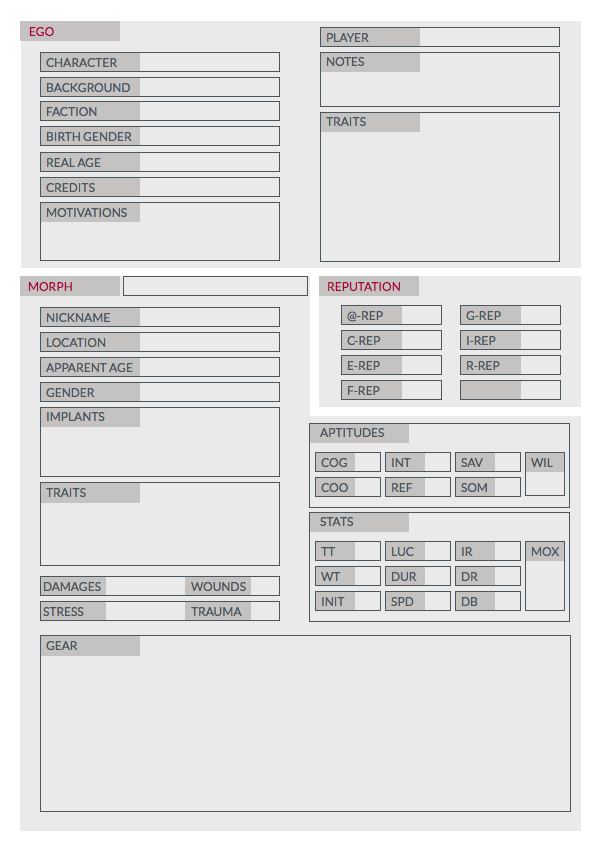 EGO
CHARACTER
BACKGROUND
FACTION
BIRTH GENDER
REAL AGE
CREDITS
MOTIVATIONS
PLAYER
NOTES
TRAITS
MORPH
NICKNAME
LOCATION
APPARENT AGE
GENDER
IMPLANTS
TRAITS
DAMAGES WOUNDS
STRESS TRAUMA
REPUTATION
@-REP G-REP
C-REP I-REP
E-REP R-REP
F-REP
APTITUDES
COG INT SAV WIL
COO REF SOM
STATS
TT LUC IR MOX
WT DUR DR
INIT SPD DB
GEAR